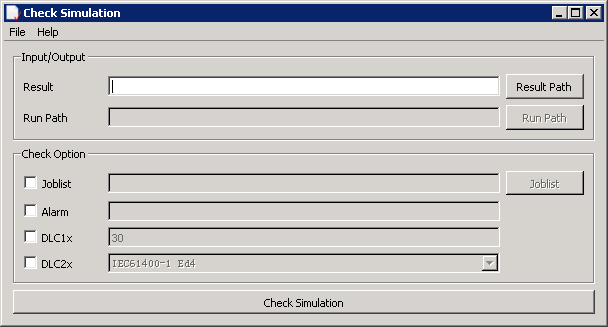 Check Simulation
File Help
Input/Output
Result Result Path
Run Path Run Path
Check Option
Joblist Joblist
Alarm
DLC1x 30
DLC2x IEC61400-1 Ed4
Check Simulation